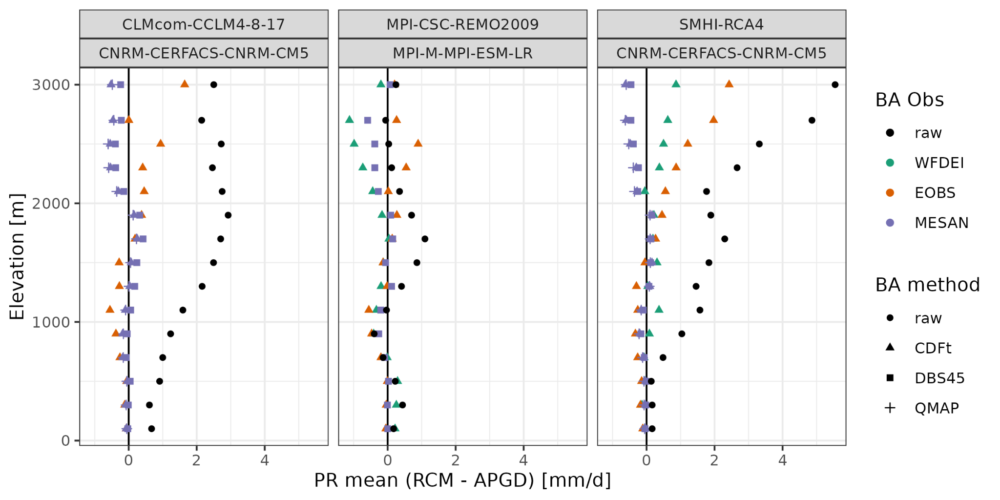 CLMcom-CCLM4-8-17
MPI-CSC-REMO2009
SMHI-RCA4
CNRM-CERFACS-CNRM-CM5
MPI-M-MPI-ESM-LR
CNRM-CERFACS-CNRM-CM5
Elevation [m]
3000
2000
1000
0
0 2 4
0 2 4
0 2 4
PR mean (RCM - APGD) [mm/d]
BA Obs
raw
WFDEI
EOBS
MESAN
BA method
raw
CDFt
DBS45
QMAP